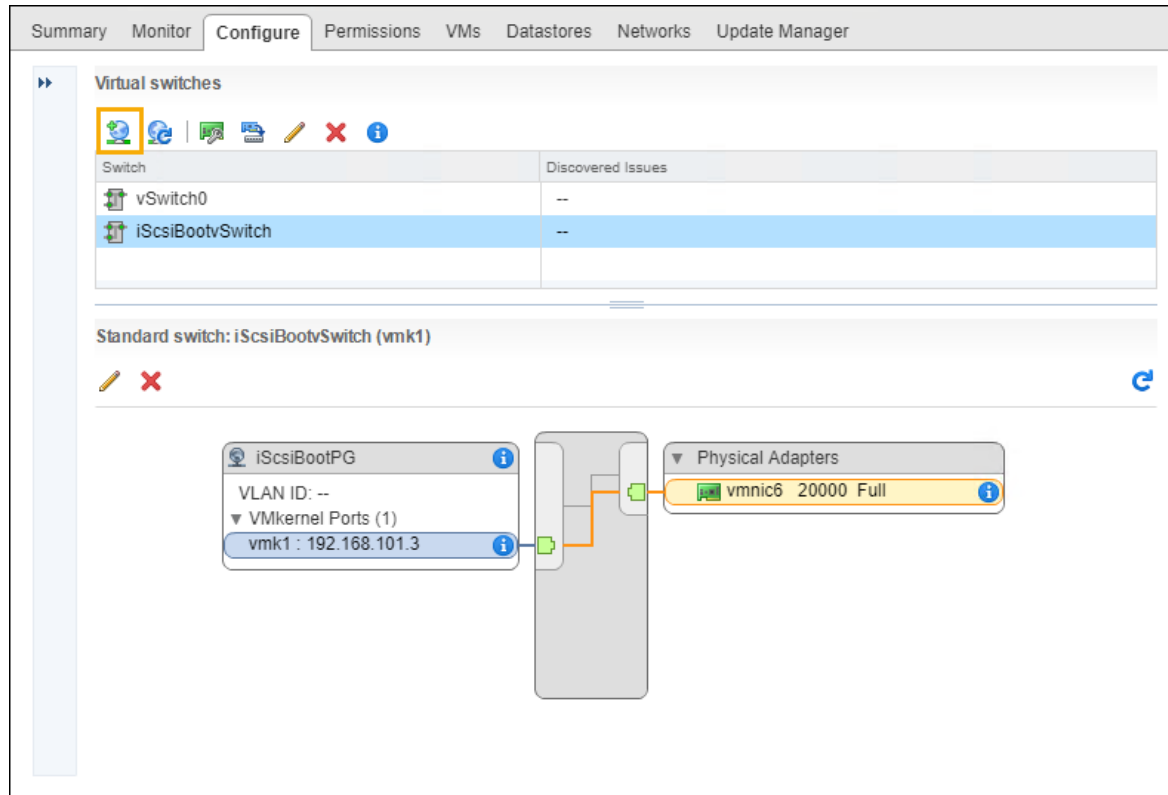 Summary Monitor Configure Permissions VMs Datastores Networks Update Manager
Virtual switches
Switch Discovered Issues
vSwitch0 --
iScsiBootvSwitch --
Standard switch: iScsiBootvSwitch (vmk1)
iScsiBootPG
VLAN ID: --
VMkernel Ports (1)
vmk1 : 192.168.101.3
Physical Adapters
vmnic6 20000 Full